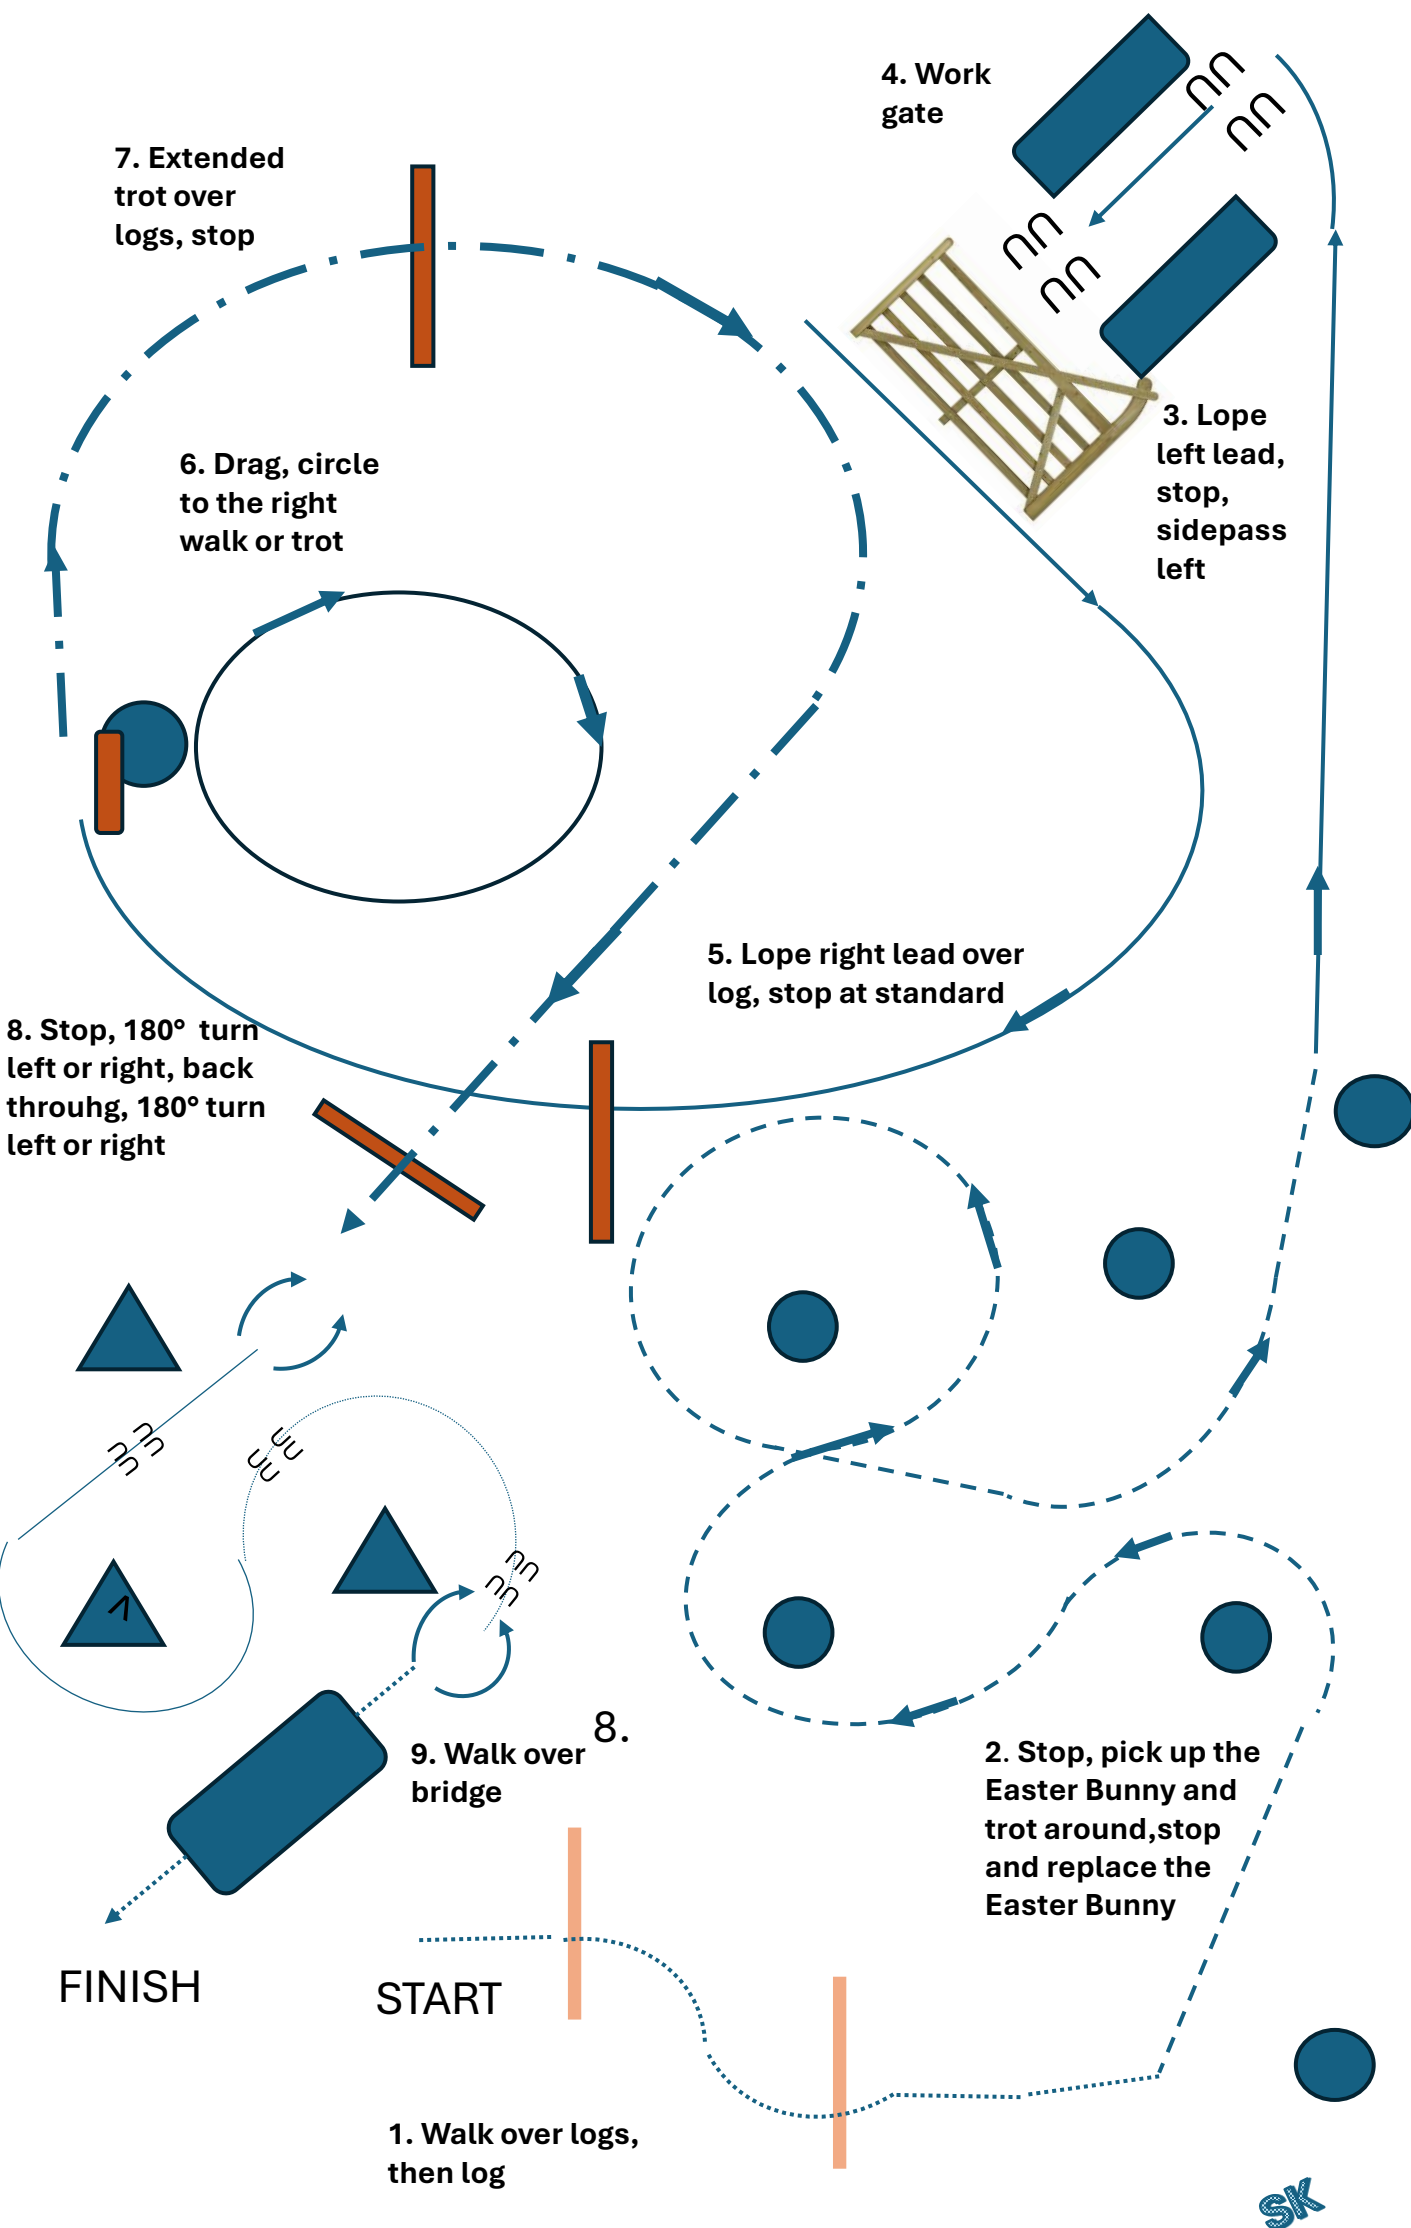 4. Work
gate
7. Extended
trot over
logs, stop
3. Lope
left lead,
stop,
sidepass
left
6. Drag, circle
to the right
walk or trot
5. Lope right lead over
log, stop at standard
8. Stop, 180° turn
left or right, back
throuhg, 180° turn
left or right
8.
9. Walk over
bridge
2. Stop, pick up the
Easter Bunny and
trot around,stop
and replace the
Easter Bunny
FINISH
START
1. Walk over logs,
then log
SK